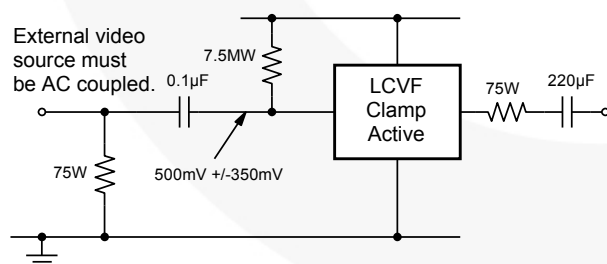 External video
source must
be AC coupled.
7.5MW
0.1µF
LCVF
Clamp
Active
75W
220µF
75W
500mV +/-350mV